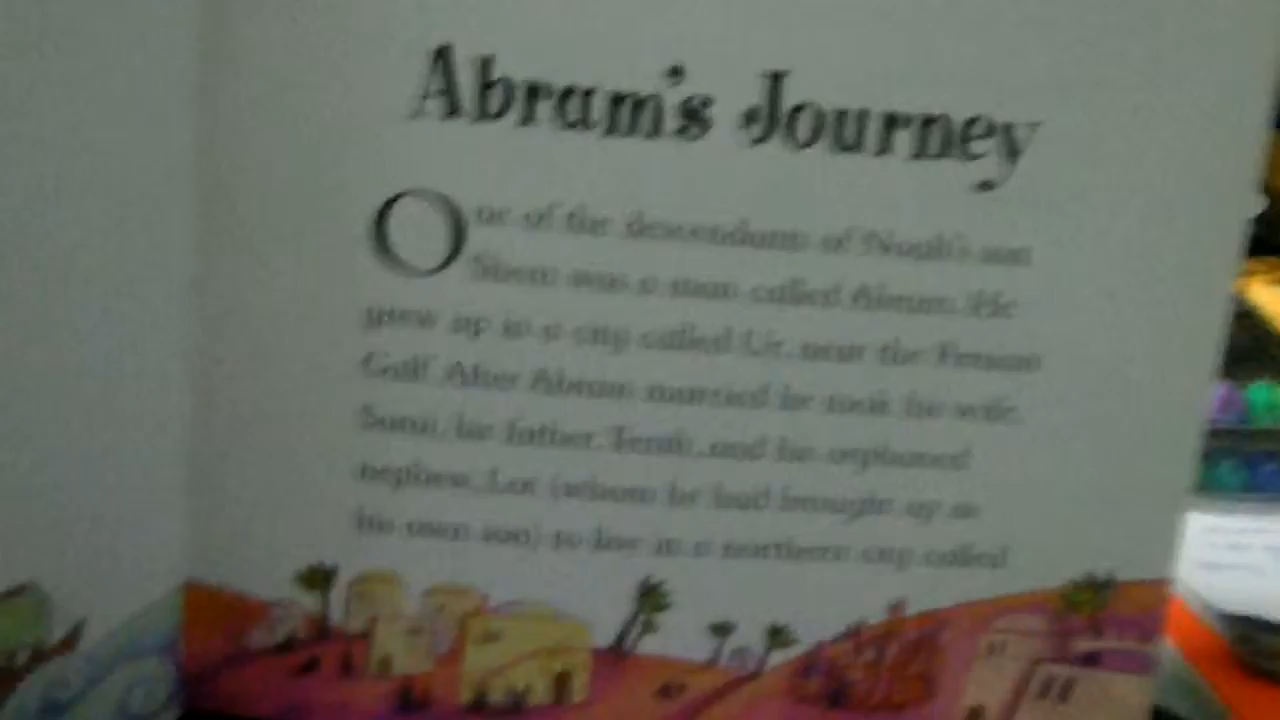 Abram's Journey
One of the descendants of Noah's son
Shem was a man called Abram. He
grew up in a city called Ur, near the Persian
Gulf. After Abram married he took his wife,
Sarai, his father, Terah, and his orphaned
nephew, Lot (whom he had brought up as
his own son) to live in a northern city called